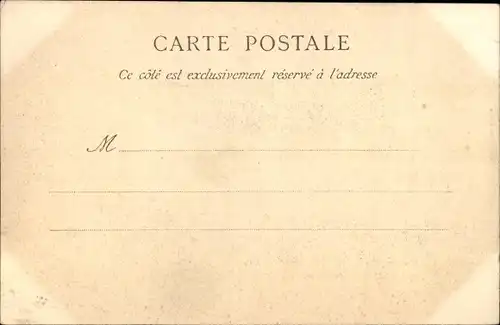 CARTE POSTALE
Ce côté est exclusivement réservé à l'adresse
M